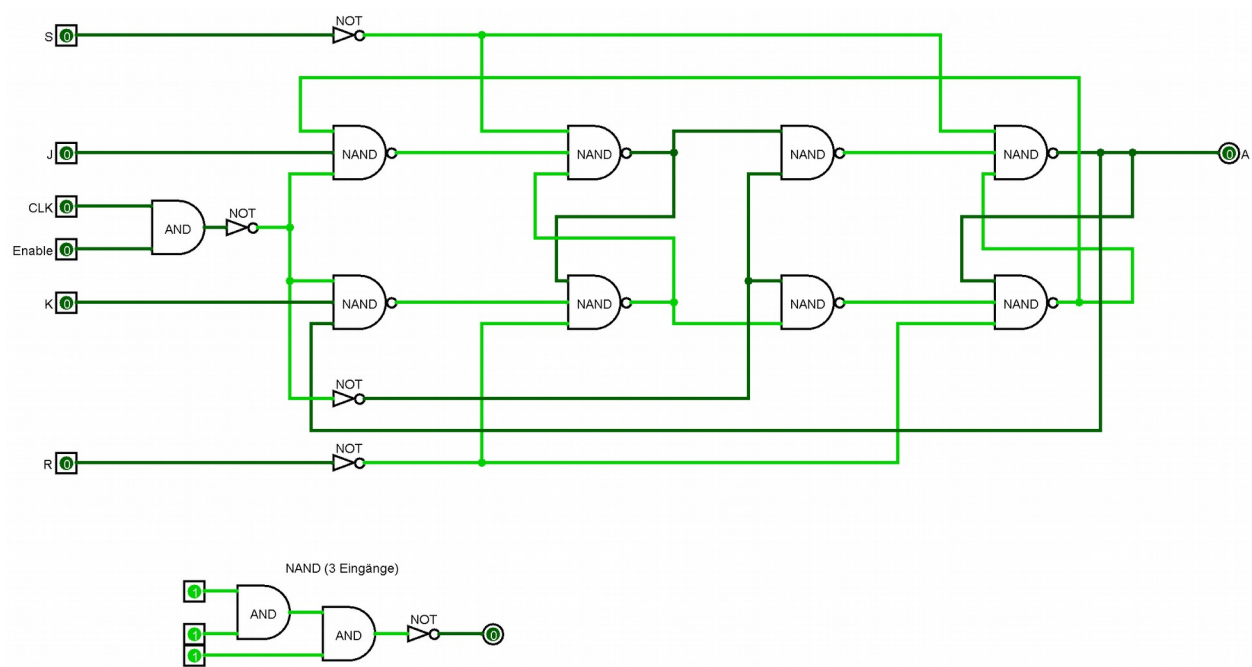 NOT
S 0
NAND NAND NAND NAND
J 0
0 A
CLK 0
NOT
AND
Enable 0
K 0
NAND NAND NAND NAND
NOT
NOT
R 0
NAND (3 Eingänge)
1
AND
NOT
1
AND
0
1